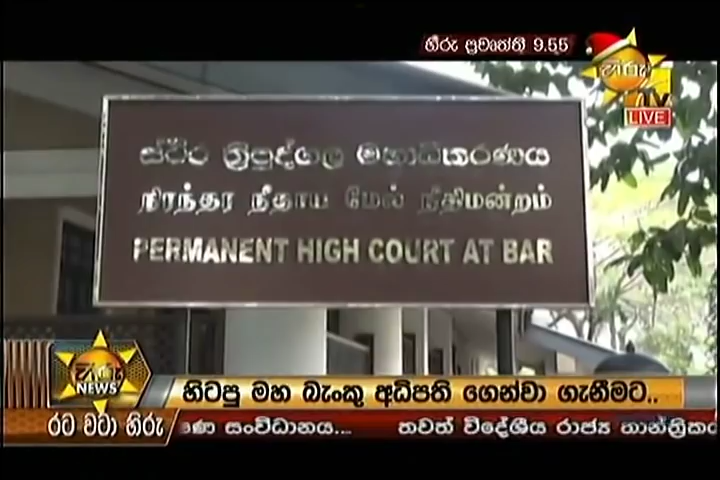 හිරු ප්‍රවෘත්ති 9.55
හිරු
tv
LIVE
ස්ථිර ත්‍රිපුද්ගල මහාධිකරණය
நிரந்தர நீதாய மேல் நீதிமன்றம்
PERMANENT HIGH COURT AT BAR
හිරු
NEWS
හිටපු මහ බැංකු අධිපති ගෙන්වා ගැනීමට..
රට වටා හිරු
ණ සංවිධානය... තවත් විදේශීය රාජ්‍ය තාන්ත්‍රික